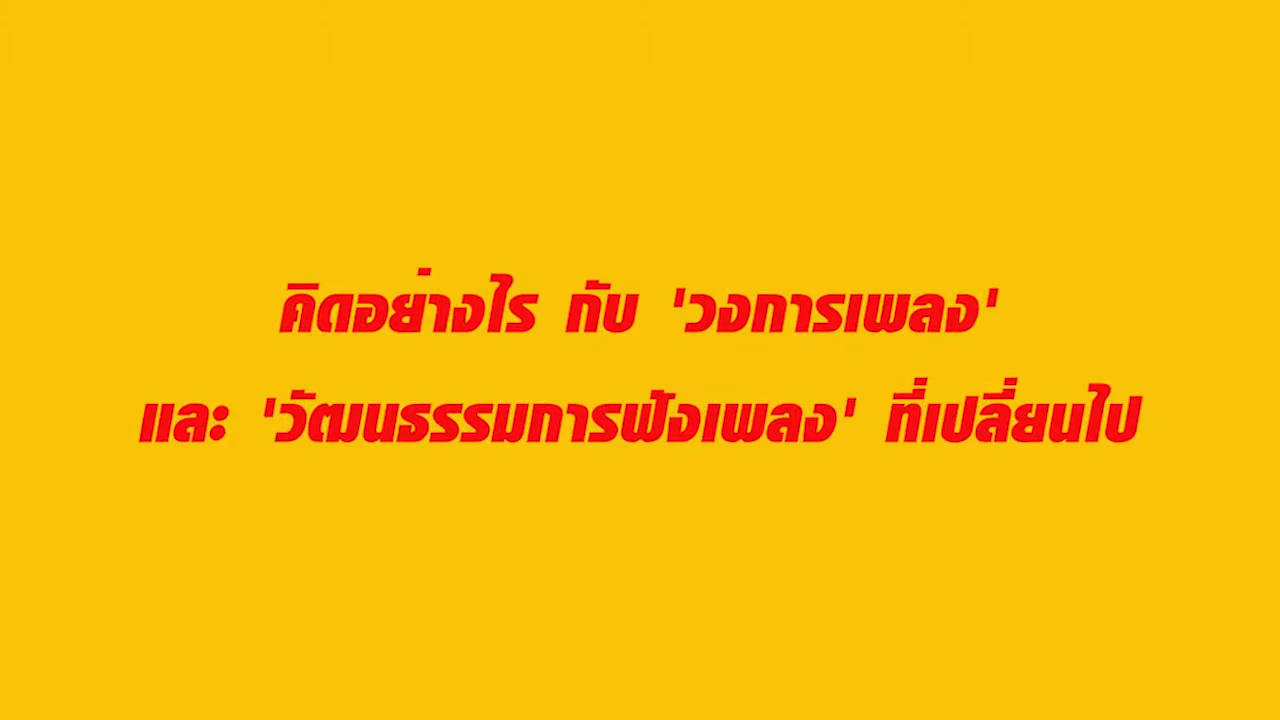 คิดอย่างไร กับ 'วงการเพลง'
และ 'วัฒนธรรมการฟังเพลง' ที่เปลี่ยนไป